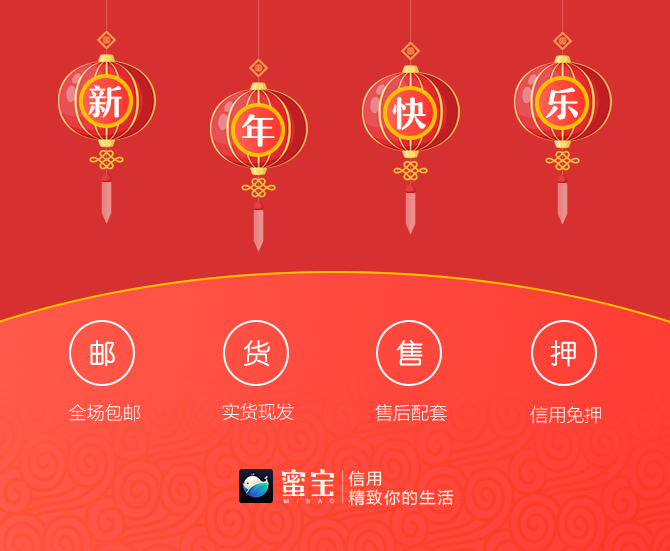 新年快乐
邮 货 售 押
全场包邮 实货现发 售后配套 信用免押
蜜宝 信用
MIBAO 精致你的生活